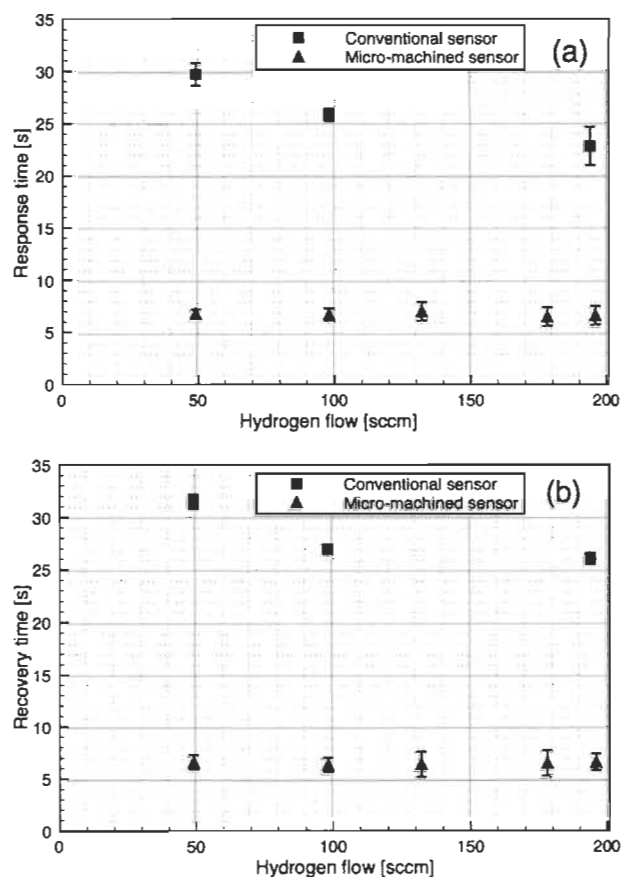 Conventional sensor
Micro-machined sensor
(a)
35
30
25
20
15
10
5
0
Response time [s]
0 50 100 150 200
Hydrogen flow [sccm]
Conventional sensor
Micro-machined sensor
(b)
35
30
25
20
15
10
5
0
Recovery time [s]
0 50 100 150 200
Hydrogen flow [sccm]